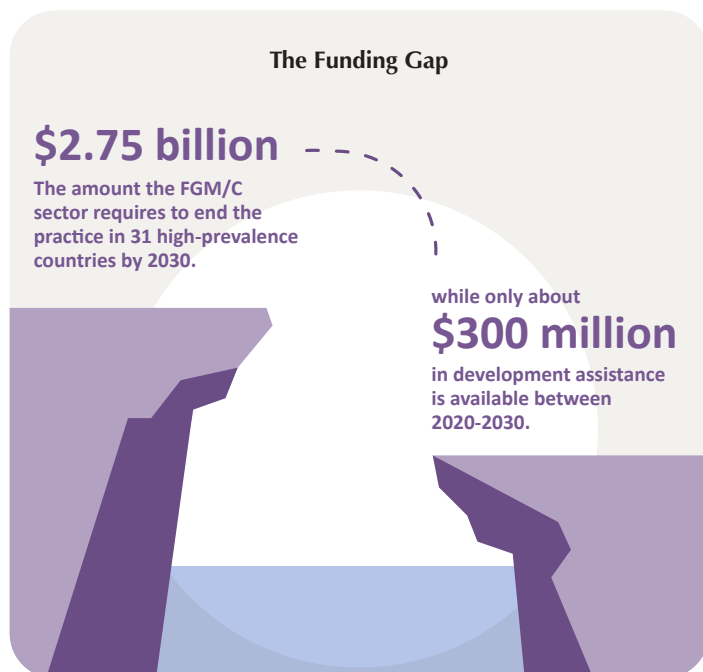 The Funding Gap
$2.75 billion
The amount the FGM/C
sector requires to end the
practice in 31 high-prevalence
countries by 2030.
while only about
$300 million
in development assistance
is available between
2020-2030.